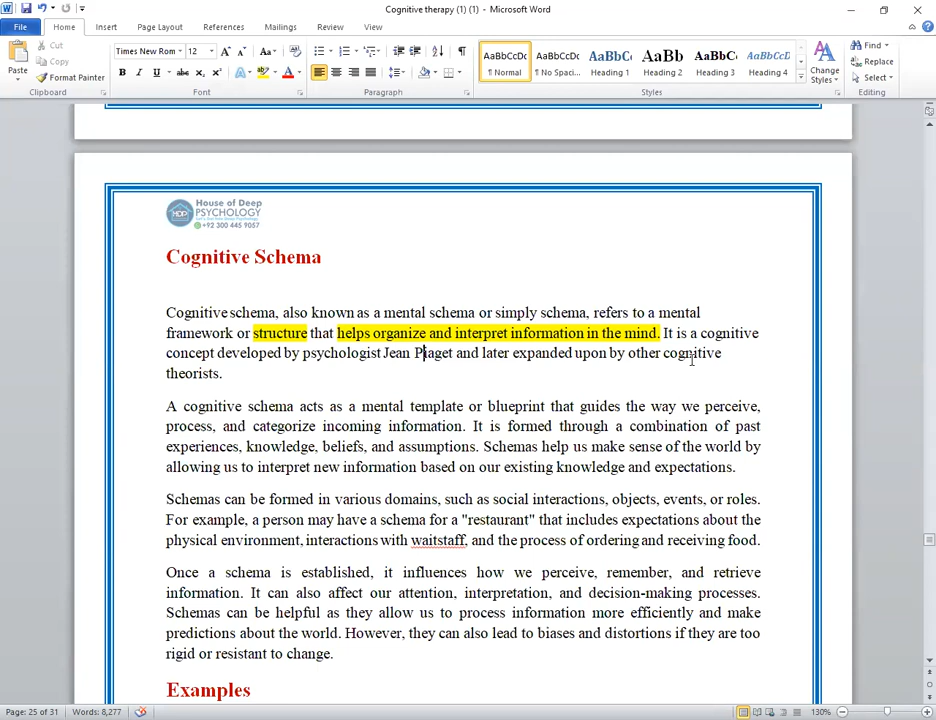 Cognitive therapy (1) (1) - Microsoft Word
File Home Insert Page Layout References Mailings Review View
Cut
Copy
Format Painter
Paste
Times New Rom 12
Normal
No Spaci...
Heading 1
Heading 2
Heading 3
Heading 4
Change
Styles
Find
Replace
Select
Clipboard Font Paragraph Styles Editing
House of Deep
PSYCHOLOGY
HDP
+92 300 445 9057
Cognitive Schema
Cognitive schema, also known as a mental schema or simply schema, refers to a mental
framework or structure that helps organize and interpret information in the mind. It is a cognitive
concept developed by psychologist Jean Piaget and later expanded upon by other cognitive
theorists.
A cognitive schema acts as a mental template or blueprint that guides the way we perceive,
process, and categorize incoming information. It is formed through a combination of past
experiences, knowledge, beliefs, and assumptions. Schemas help us make sense of the world by
allowing us to interpret new information based on our existing knowledge and expectations.
Schemas can be formed in various domains, such as social interactions, objects, events, or roles.
For example, a person may have a schema for a "restaurant" that includes expectations about the
physical environment, interactions with waitstaff, and the process of ordering and receiving food.
Once a schema is established, it influences how we perceive, remember, and retrieve
information. It can also affect our attention, interpretation, and decision-making processes.
Schemas can be helpful as they allow us to process information more efficiently and make
predictions about the world. However, they can also lead to biases and distortions if they are too
rigid or resistant to change.
Examples
Page: 25 of 31 Words: 8,277 130%